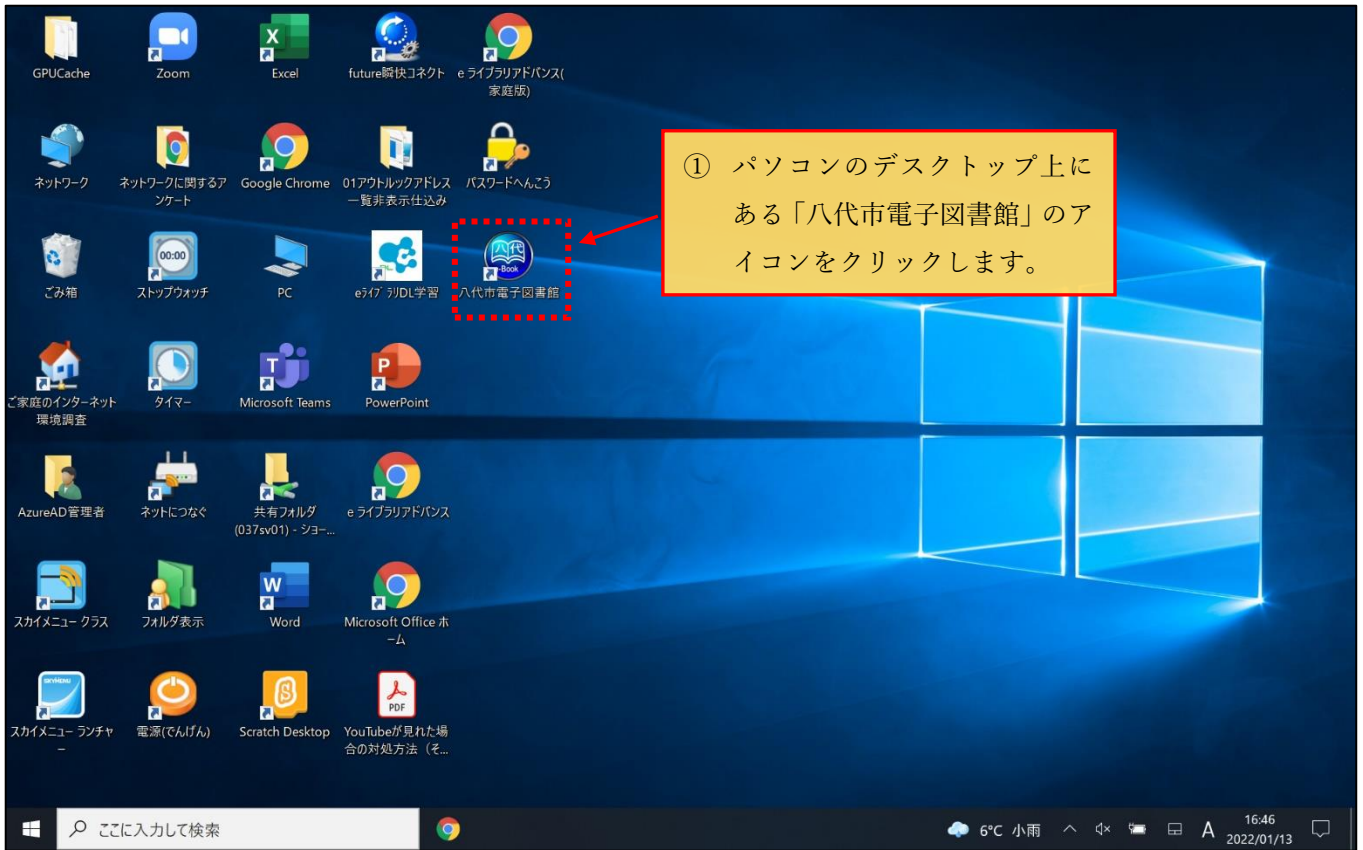 GPUCache
Zoom
Excel
future瞬快コネクト
e ライブラリアドバンス(
家庭版)
ネットワーク
ネットワークに関するア
ンケート
Google Chrome
01アウトルックアドレス
一覧非表示仕込み
パスワードへんこう
① パソコンのデスクトップ上に
ある「八代市電子図書館」のア
イコンをクリックします。
ごみ箱
00:00
ストップウォッチ
PC
eライブラリDL学習
八代
e-Book
八代市電子図書館
ご家庭のインターネット
環境調査
タイマー
Microsoft Teams
PowerPoint
AzureAD管理者
ネットにつなぐ
共有フォルダ
(037sv01) - ショー...
e ライブラリアドバンス
スカイメニュー クラス
フォルダ表示
Word
Microsoft Office ホ
ーム
SKYMENU
スカイメニュー ランチャ
ー
電源(でんげん)
Scratch Desktop
PDF
YouTubeが見れた場
合の対処方法（そ...
ここに入力して検索
6°C 小雨
A
16:46
2022/01/13